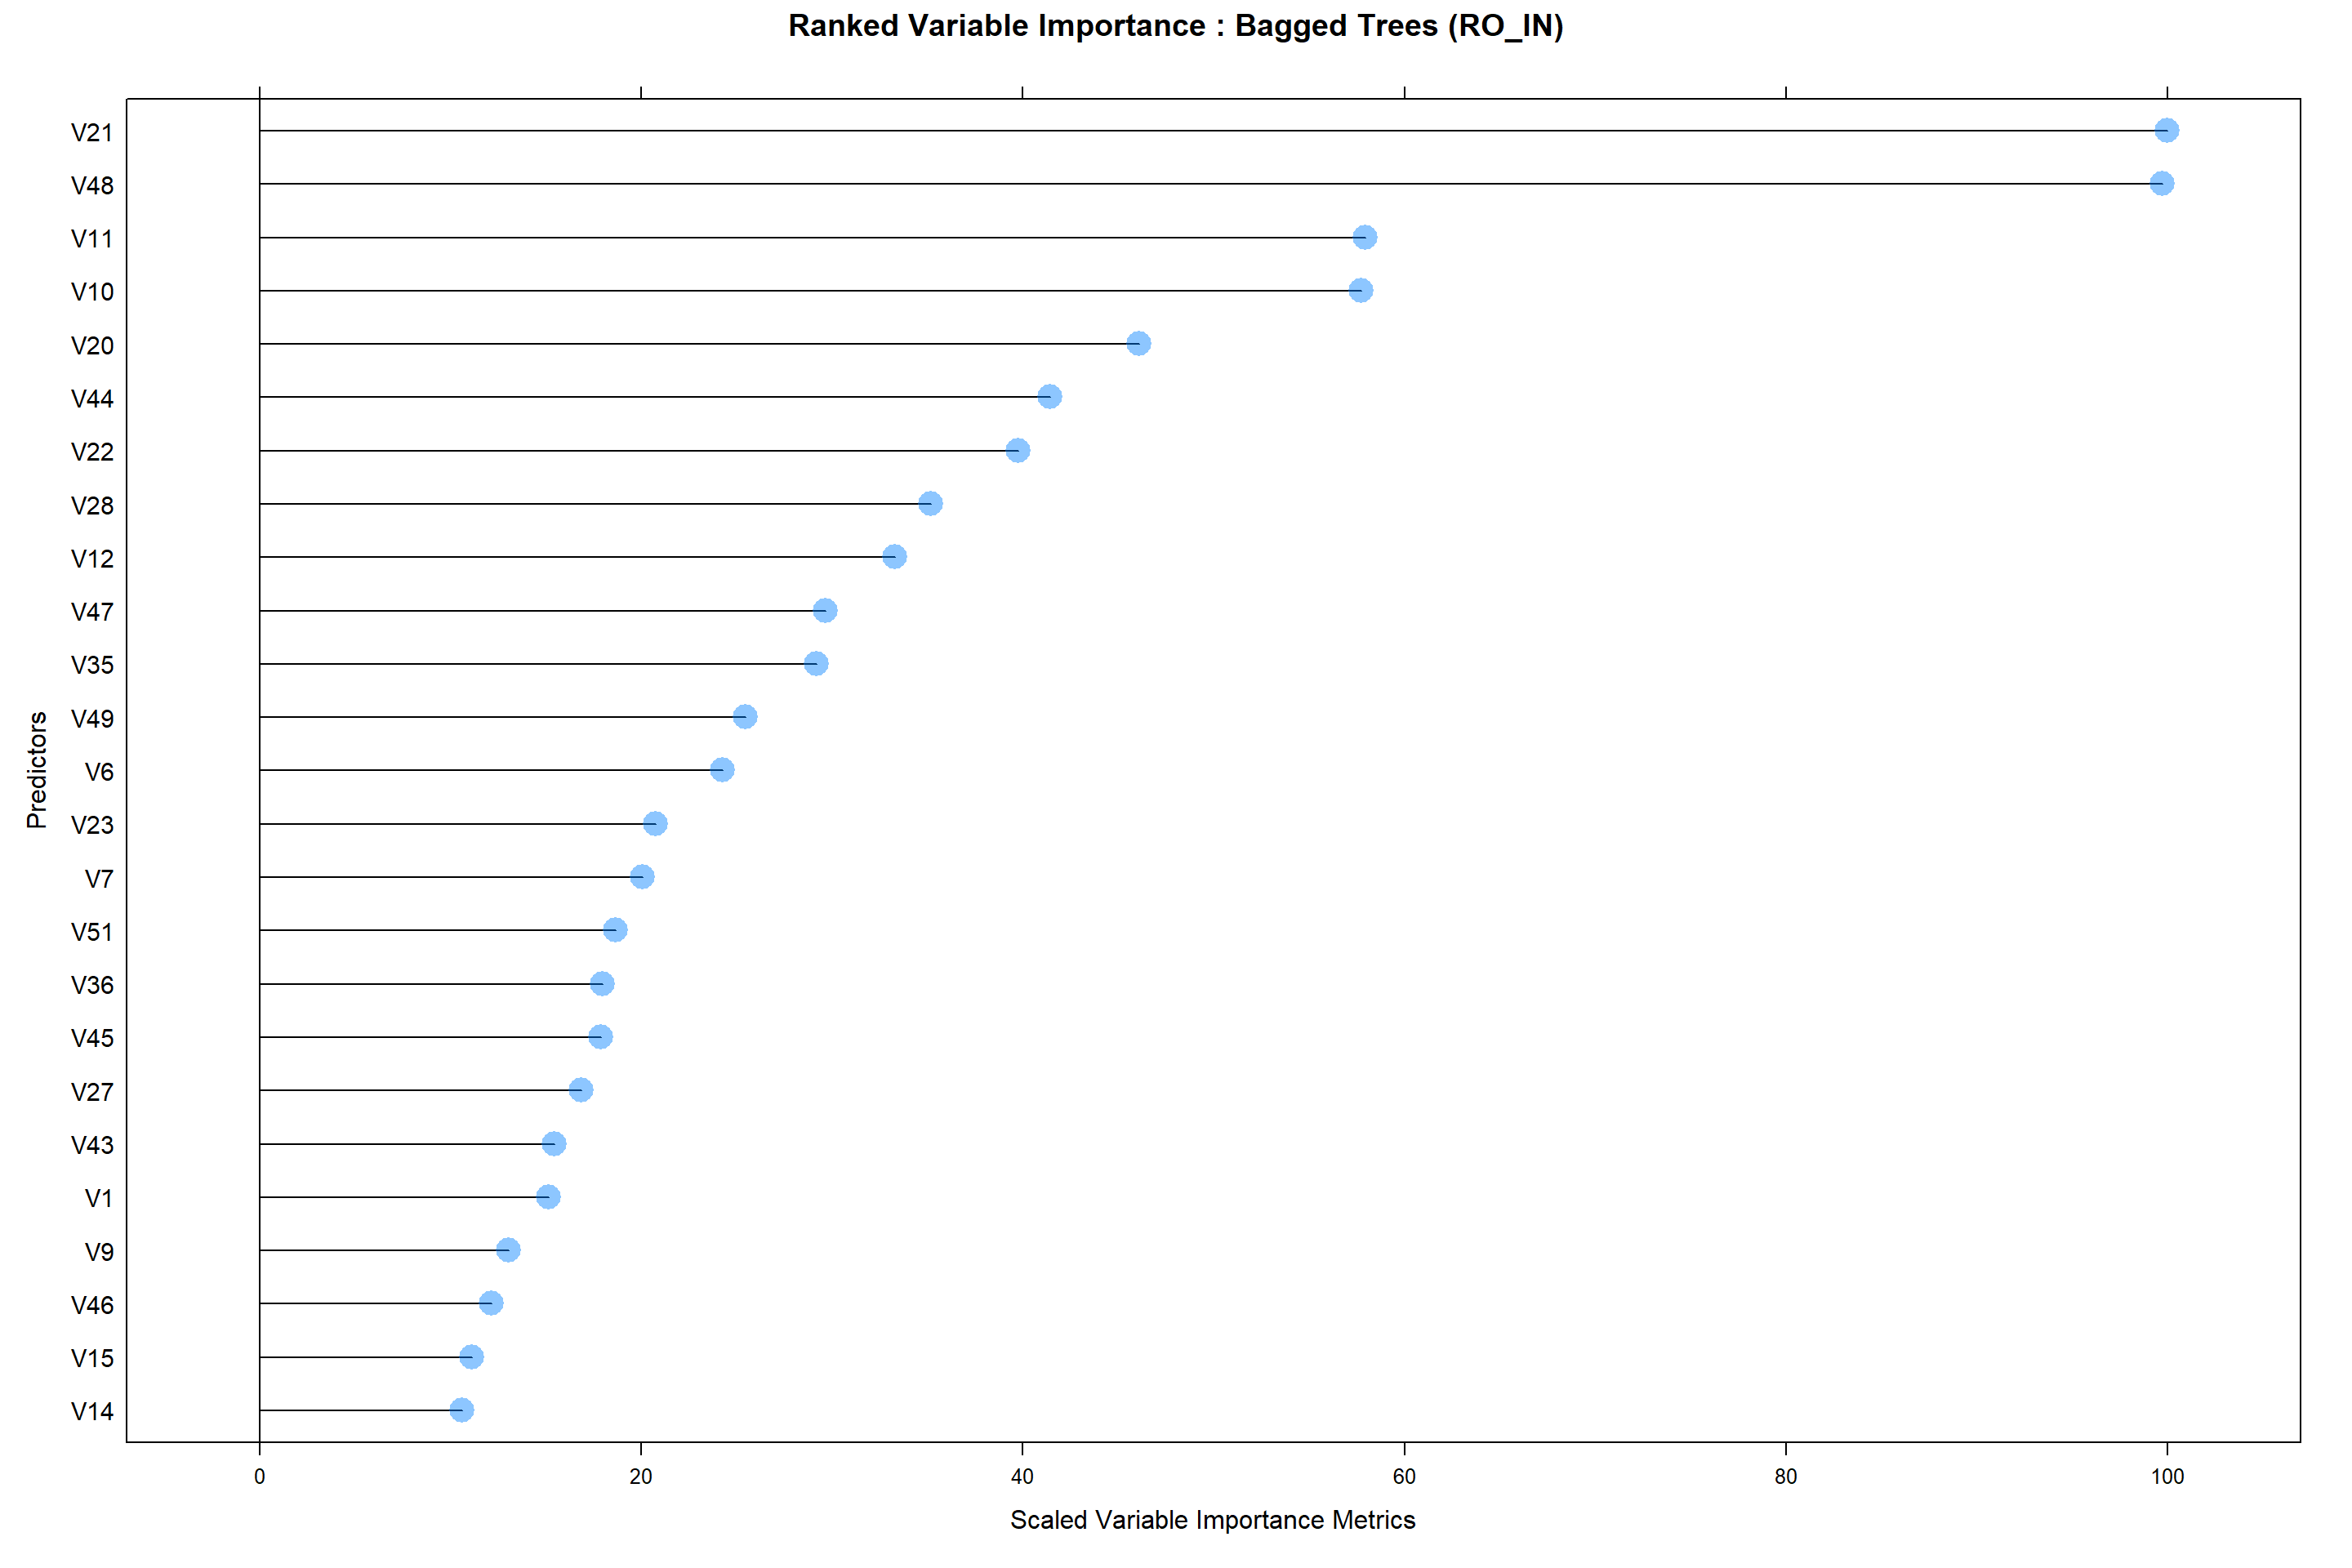 Ranked Variable Importance : Bagged Trees (RO_IN)
V21
V48
V11
V10
V20
V44
V22
V28
V12
V47
V35
V49
V6
V23
V7
V51
V36
V45
V27
V43
V1
V9
V46
V15
V14
Predictors
0 20 40 60 80 100
Scaled Variable Importance Metrics